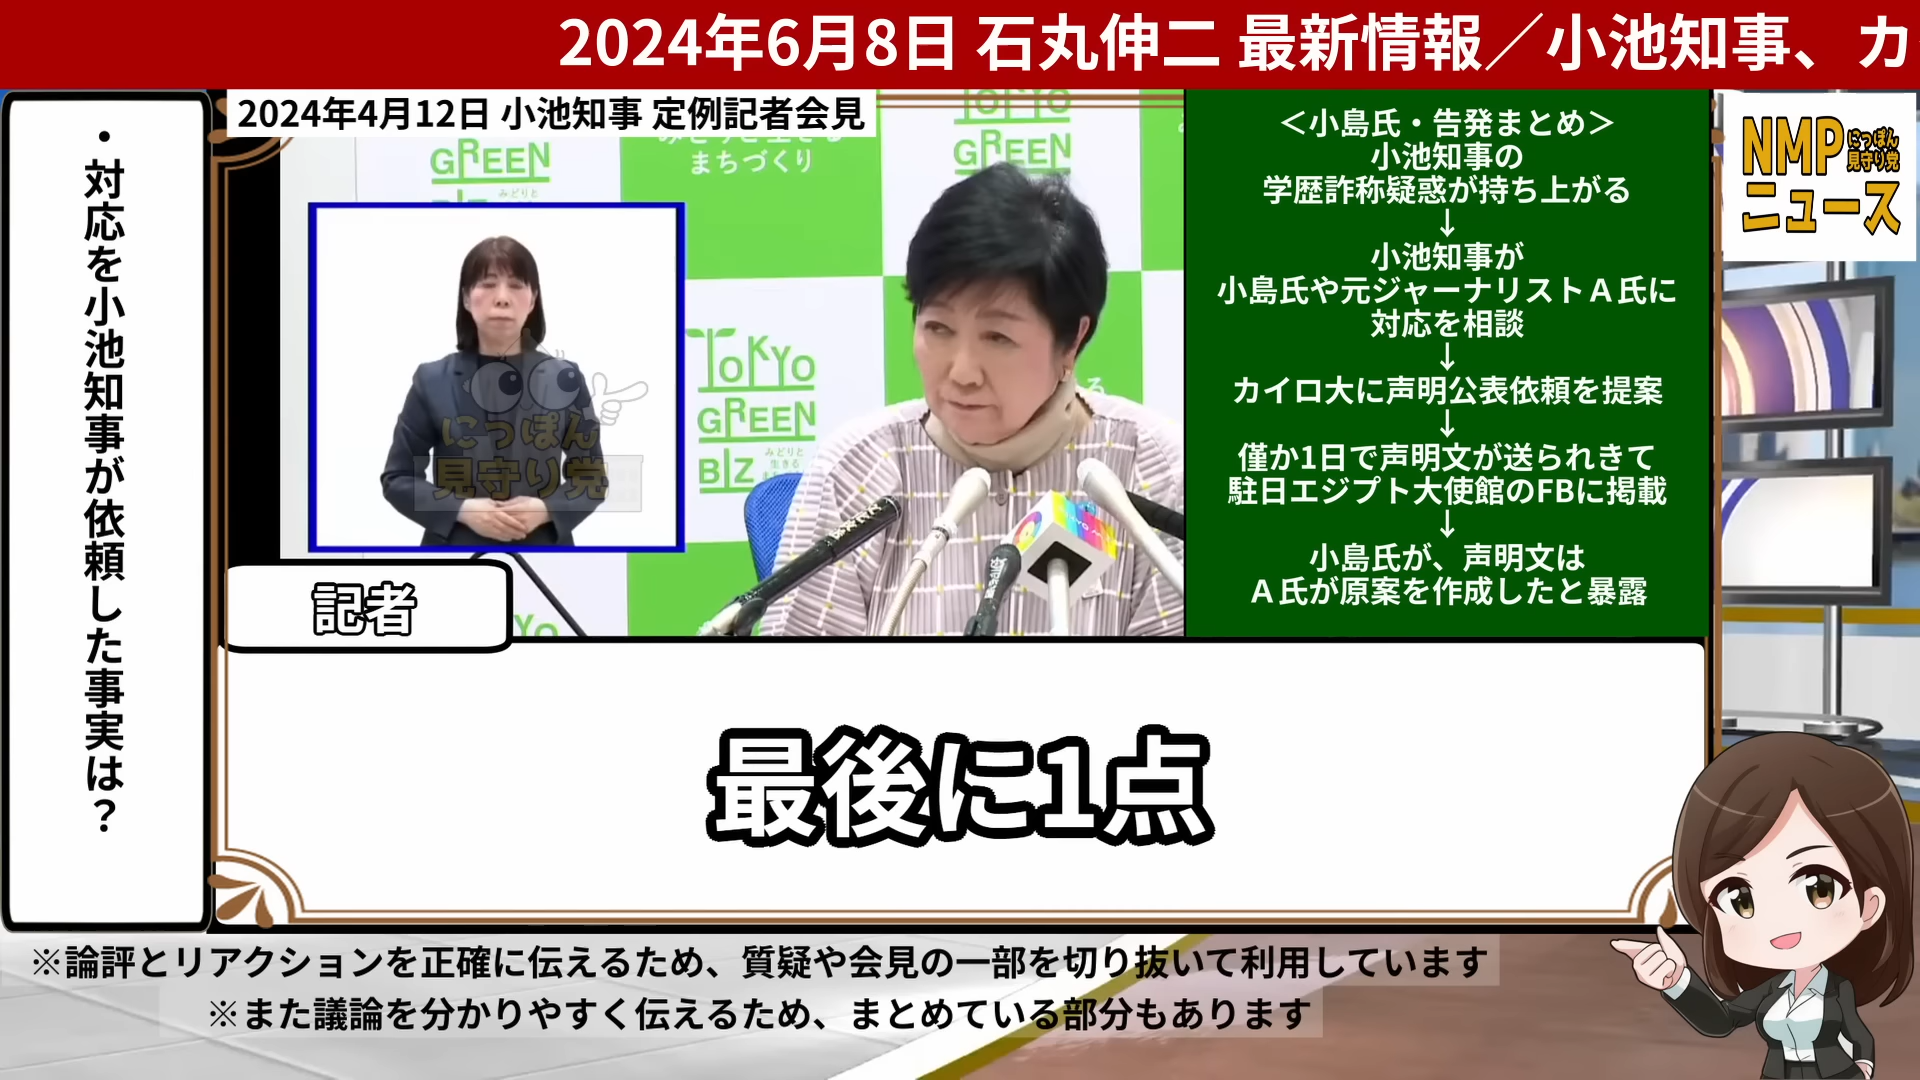 2024年6月8日 石丸伸二 最新情報／小池知事、カ
・対応を小池知事が依頼した事実は？
2024年4月12日 小池知事 定例記者会見
GREEN
まちづくり
みどりと
GREEN
TOKYO
GREEN
BIZ
みどりと
生きる
にっぽん
見守り党
＜小島氏・告発まとめ＞
小池知事の
学歴詐称疑惑が持ち上がる
↓
小池知事が
小島氏や元ジャーナリストＡ氏に
対応を相談
↓
カイロ大に声明公表依頼を提案
↓
僅か1日で声明文が送られきて
駐日エジプト大使館のFBに掲載
↓
小島氏が、声明文は
Ａ氏が原案を作成したと暴露
NMP
にっぽん
見守り党
ニュース
記者
最後に1点
※論評とリアクションを正確に伝えるため、質疑や会見の一部を切り抜いて利用しています
※また議論を分かりやすく伝えるため、まとめている部分もあります